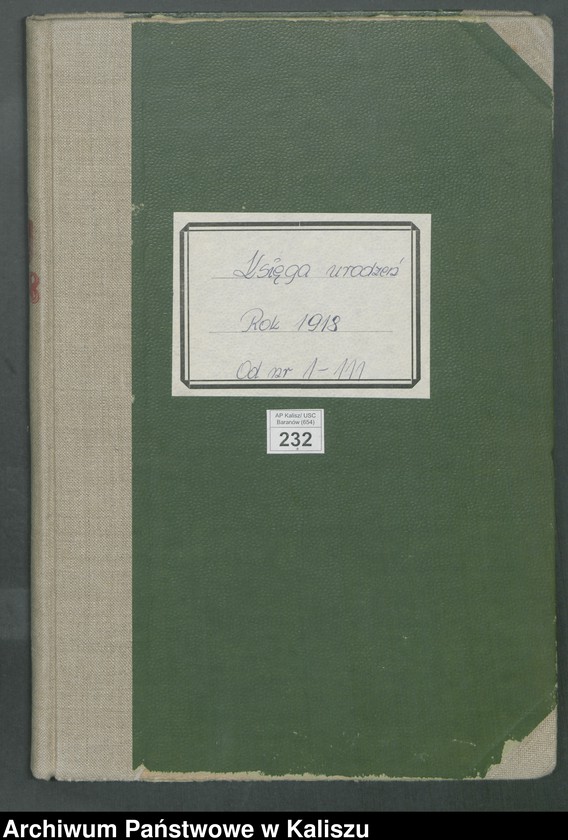 Księga urodzeń
Rok 1913
Od nr 1-111
AP Kalisz/ USC
Baranów (654)
232
Archiwum Państwowe w Kaliszu